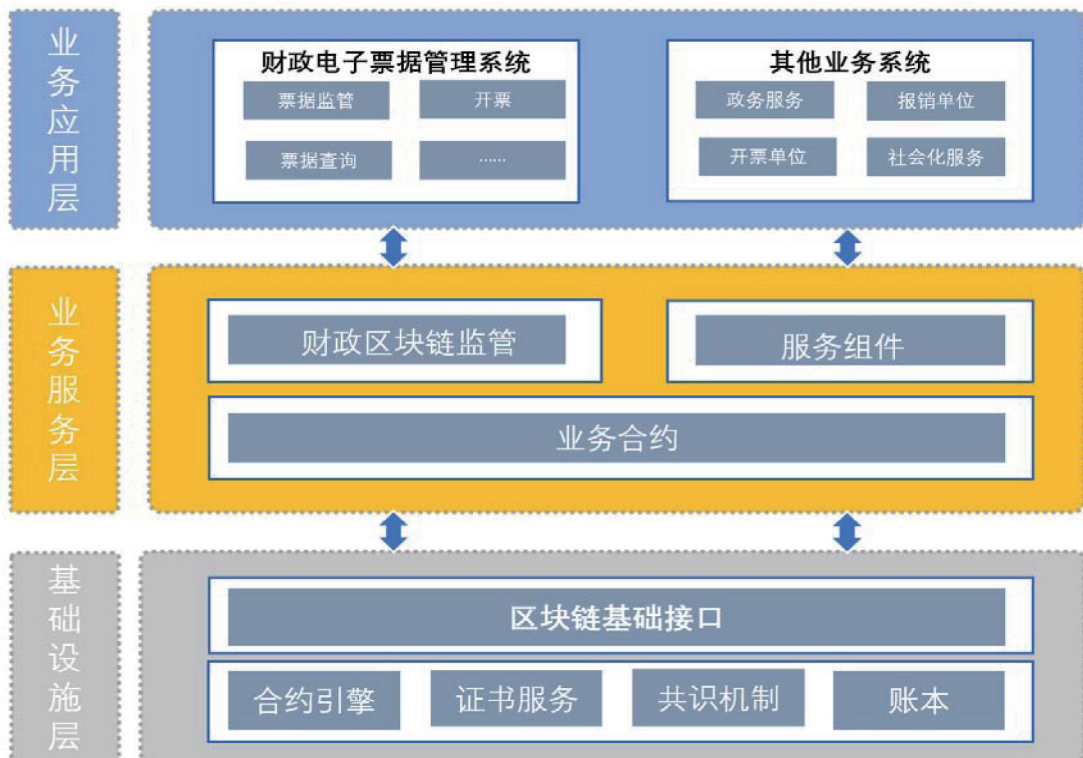 业务应用层
财政电子票据管理系统
票据监管
开票
票据查询
……
其他业务系统
政务服务
报销单位
开票单位
社会化服务
业务服务层
财政区块链监管
服务组件
业务合约
基础设施层
区块链基础接口
合约引擎
证书服务
共识机制
账本